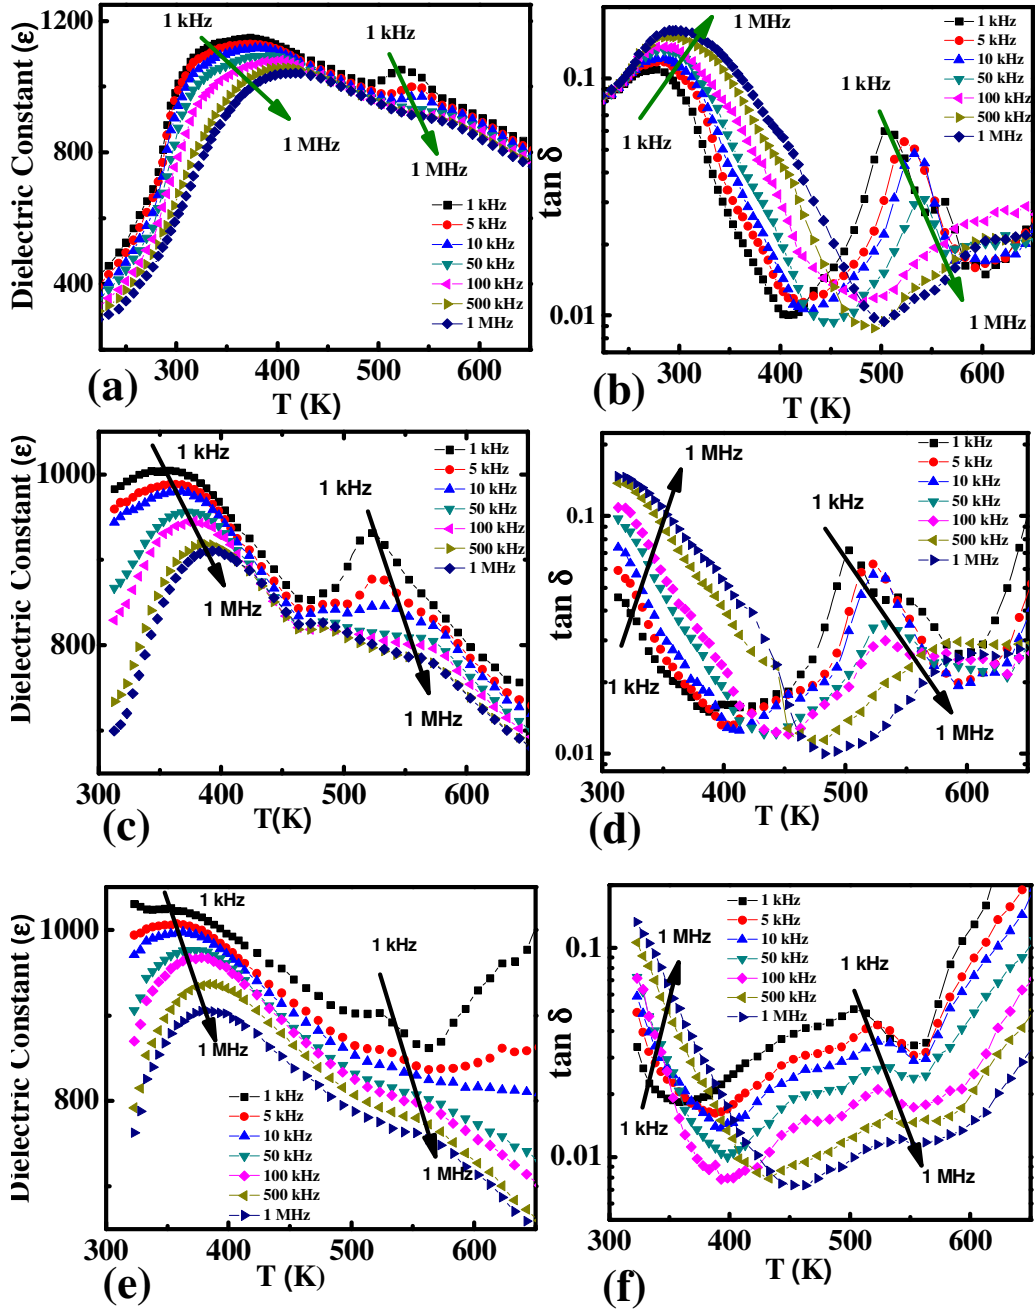 Dielectric Constant (ε)
1200
800
400
300
400
500
600
T (K)
(a)
1 kHz
1 MHz
1 kHz
1 MHz
1 kHz
5 kHz
10 kHz
50 kHz
100 kHz
500 kHz
1 MHz
tan δ
0.1
0.01
300
400
500
600
T (K)
(b)
1 MHz
1 kHz
1 kHz
1 MHz
1 kHz
5 kHz
10 kHz
50 kHz
100 kHz
500 kHz
1 MHz
Dielectric Constant (ε)
1000
800
300
400
500
600
T(K)
(c)
1 kHz
1 MHz
1 kHz
1 MHz
1 kHz
5 kHz
10 kHz
50 kHz
100 kHz
500 kHz
1 MHz
tan δ
0.1
0.01
300
400
500
600
T (K)
(d)
1 MHz
1 kHz
1 kHz
1 MHz
1 kHz
5 kHz
10 kHz
50 kHz
100 kHz
500 kHz
1 MHz
Dielectric Constant (ε)
1000
800
300
400
500
600
T (K)
(e)
1 kHz
1 MHz
1 kHz
1 MHz
1 kHz
5 kHz
10 kHz
50 kHz
100 kHz
500 kHz
1 MHz
tan δ
0.1
0.01
300
400
500
600
T (K)
(f)
1 MHz
1 kHz
1 kHz
1 MHz
1 kHz
5 kHz
10 kHz
50 kHz
100 kHz
500 kHz
1 MHz